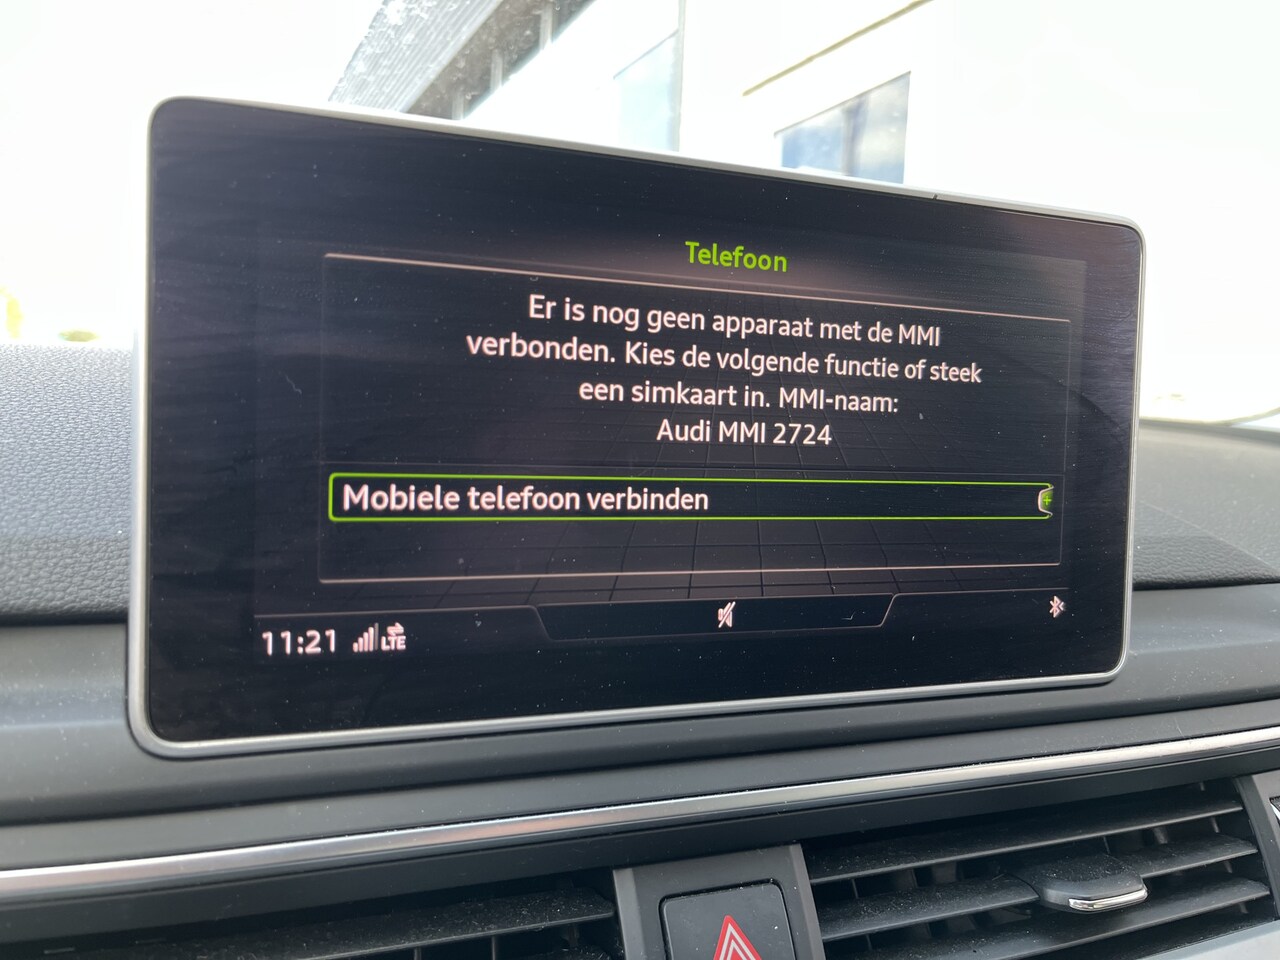 Telefoon
Er is nog geen apparaat met de MMI
verbonden. Kies de volgende functie of steek
een simkaart in. MMI-naam:
Audi MMI 2724
Mobiele telefoon verbinden
11:21 LTE